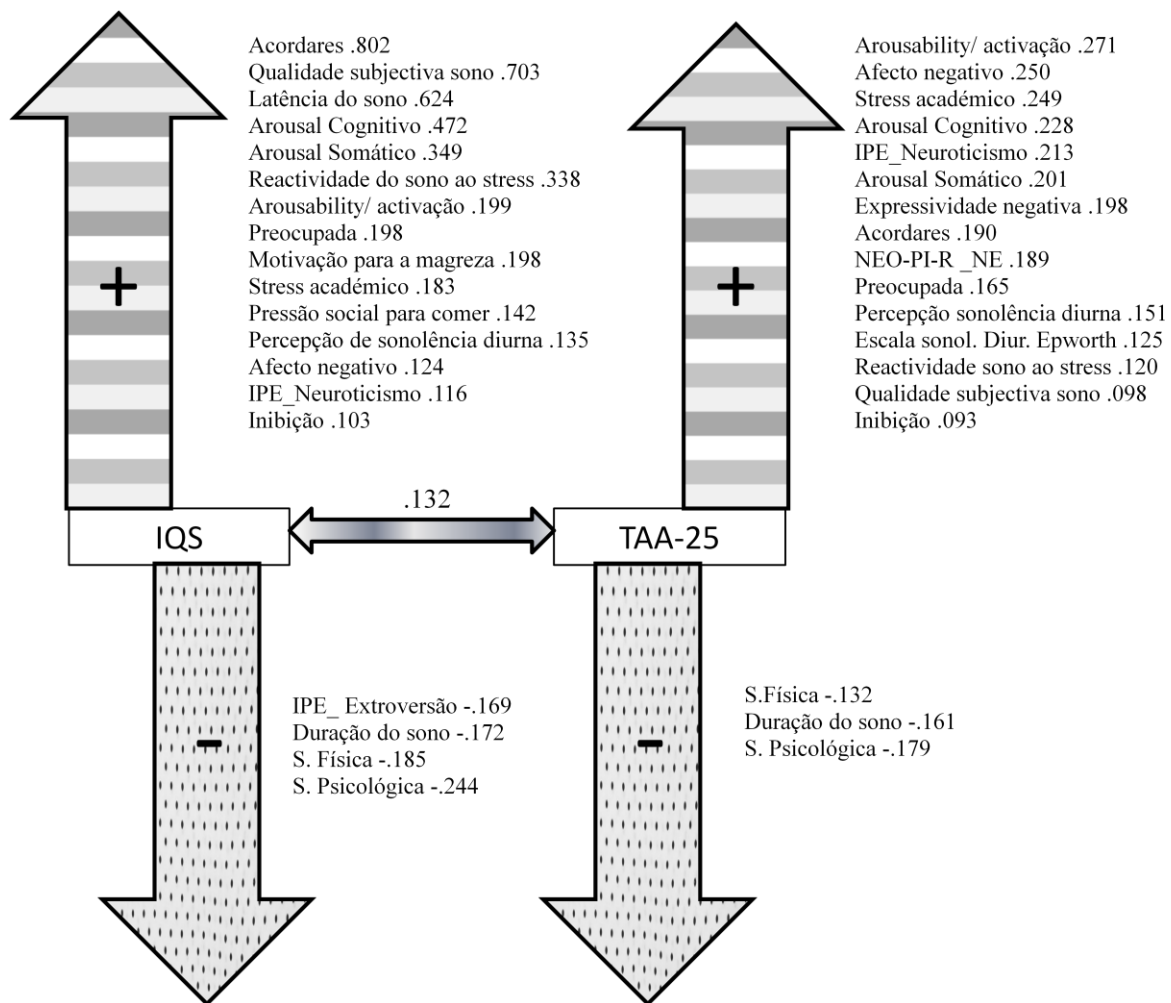 Acordares .802
Qualidade subjectiva sono .703
Latência do sono .624
Arousal Cognitivo .472
Arousal Somático .349
Reactividade do sono ao stress .338
Arousability/ activação .199
Preocupada .198
Motivação para a magreza .198
Stress académico .183
Pressão social para comer .142
Percepção de sonolência diurna .135
Afecto negativo .124
IPE_Neuroticismo .116
Inibição .103
+
Arousability/ activação .271
Afecto negativo .250
Stress académico .249
Arousal Cognitivo .228
IPE_Neuroticismo .213
Arousal Somático .201
Expressividade negativa .198
Acordares .190
NEO-PI-R _NE .189
Preocupada .165
Percepção sonolência diurna .151
Escala sonol. Diur. Epworth .125
Reactividade sono ao stress .120
Qualidade subjectiva sono .098
Inibição .093
+
IQS
.132
TAA-25
-
IPE_ Extroversão -.169
Duração do sono -.172
S. Física -.185
S. Psicológica -.244
-
S.Física -.132
Duração do sono -.161
S. Psicológica -.179